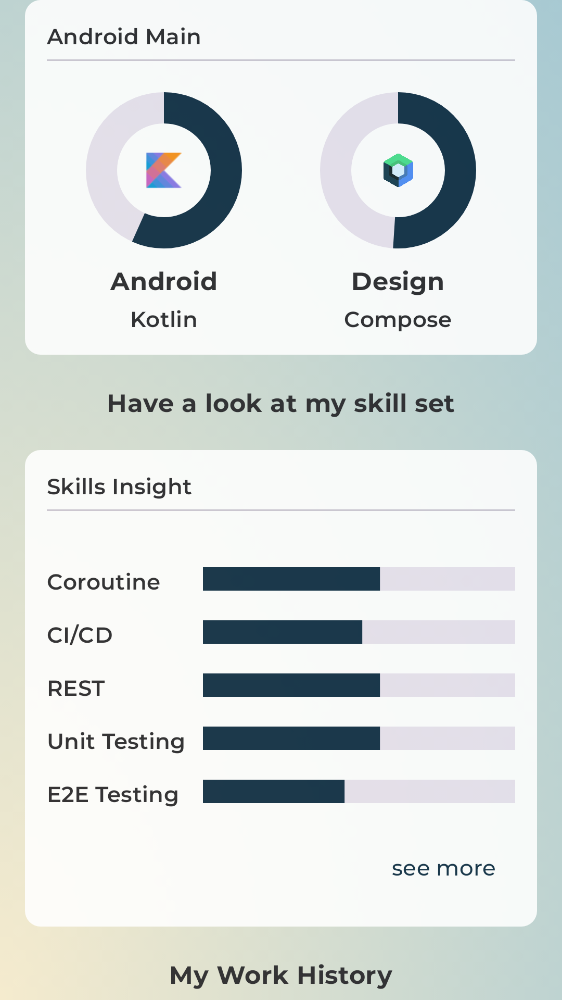 Android Main
Android
Design
Kotlin
Compose
Have a look at my skill set
Skills Insight
Coroutine
CI/CD
REST
Unit Testing
E2E Testing
see more
My Work History